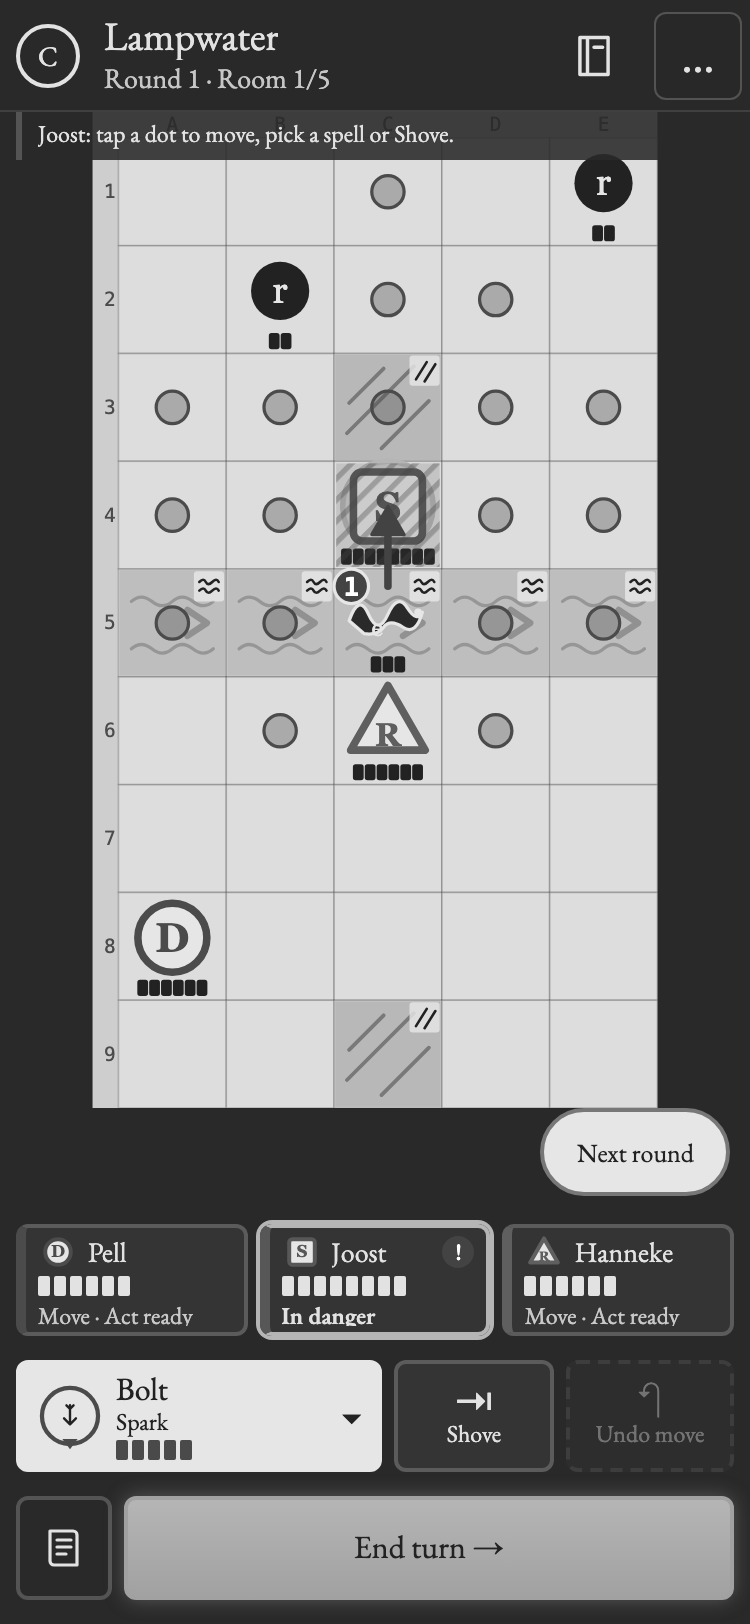 C
Lampwater
Round 1 · Room 1/5
...
A B C D E
Joost: tap a dot to move, pick a spell or Shove.
1
r
2
r
3
4
S
5
1
6
R
7
8
D
9
Next round
D Pell
Move · Act ready
S Joost !
In danger
R Hanneke
Move · Act ready
Bolt
Spark
Shove
Undo move
End turn →